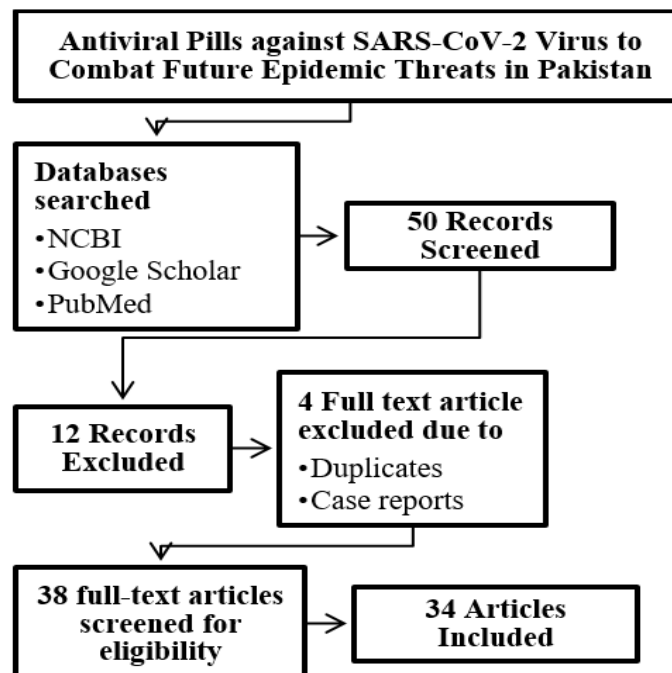 Antiviral Pills against SARS-CoV-2 Virus to
Combat Future Epidemic Threats in Pakistan
Databases
searched
•NCBI
•Google Scholar
•PubMed
50 Records
Screened
12 Records
Excluded
4 Full text article
excluded due to
•Duplicates
•Case reports
38 full-text articles
screened for
eligibility
34 Articles
Included